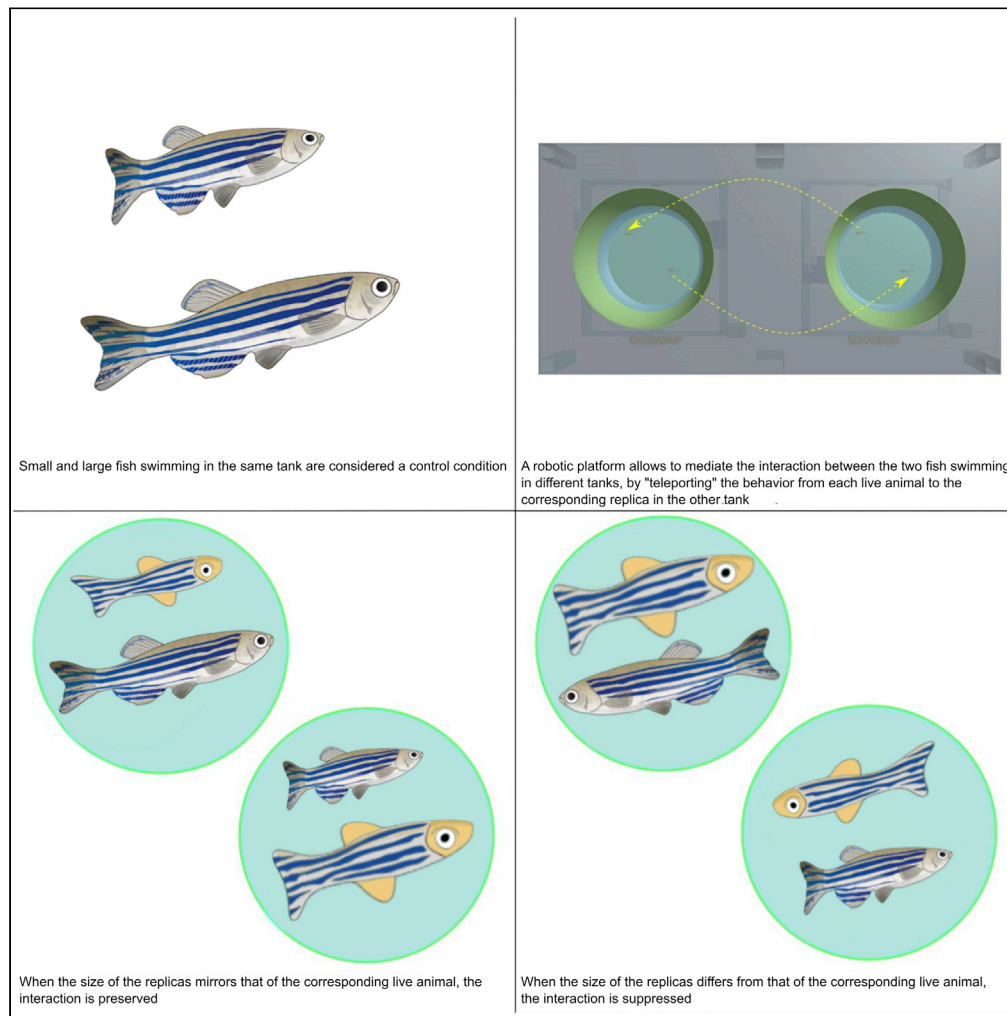 Small and large fish swimming in the same tank are considered a control condition
A robotic platform allows to mediate the interaction between the two fish swimming
in different tanks, by "teleporting" the behavior from each live animal to the
corresponding replica in the other tank
When the size of the replicas mirrors that of the corresponding live animal, the
interaction is preserved
When the size of the replicas differs from that of the corresponding live animal,
the interaction is suppressed